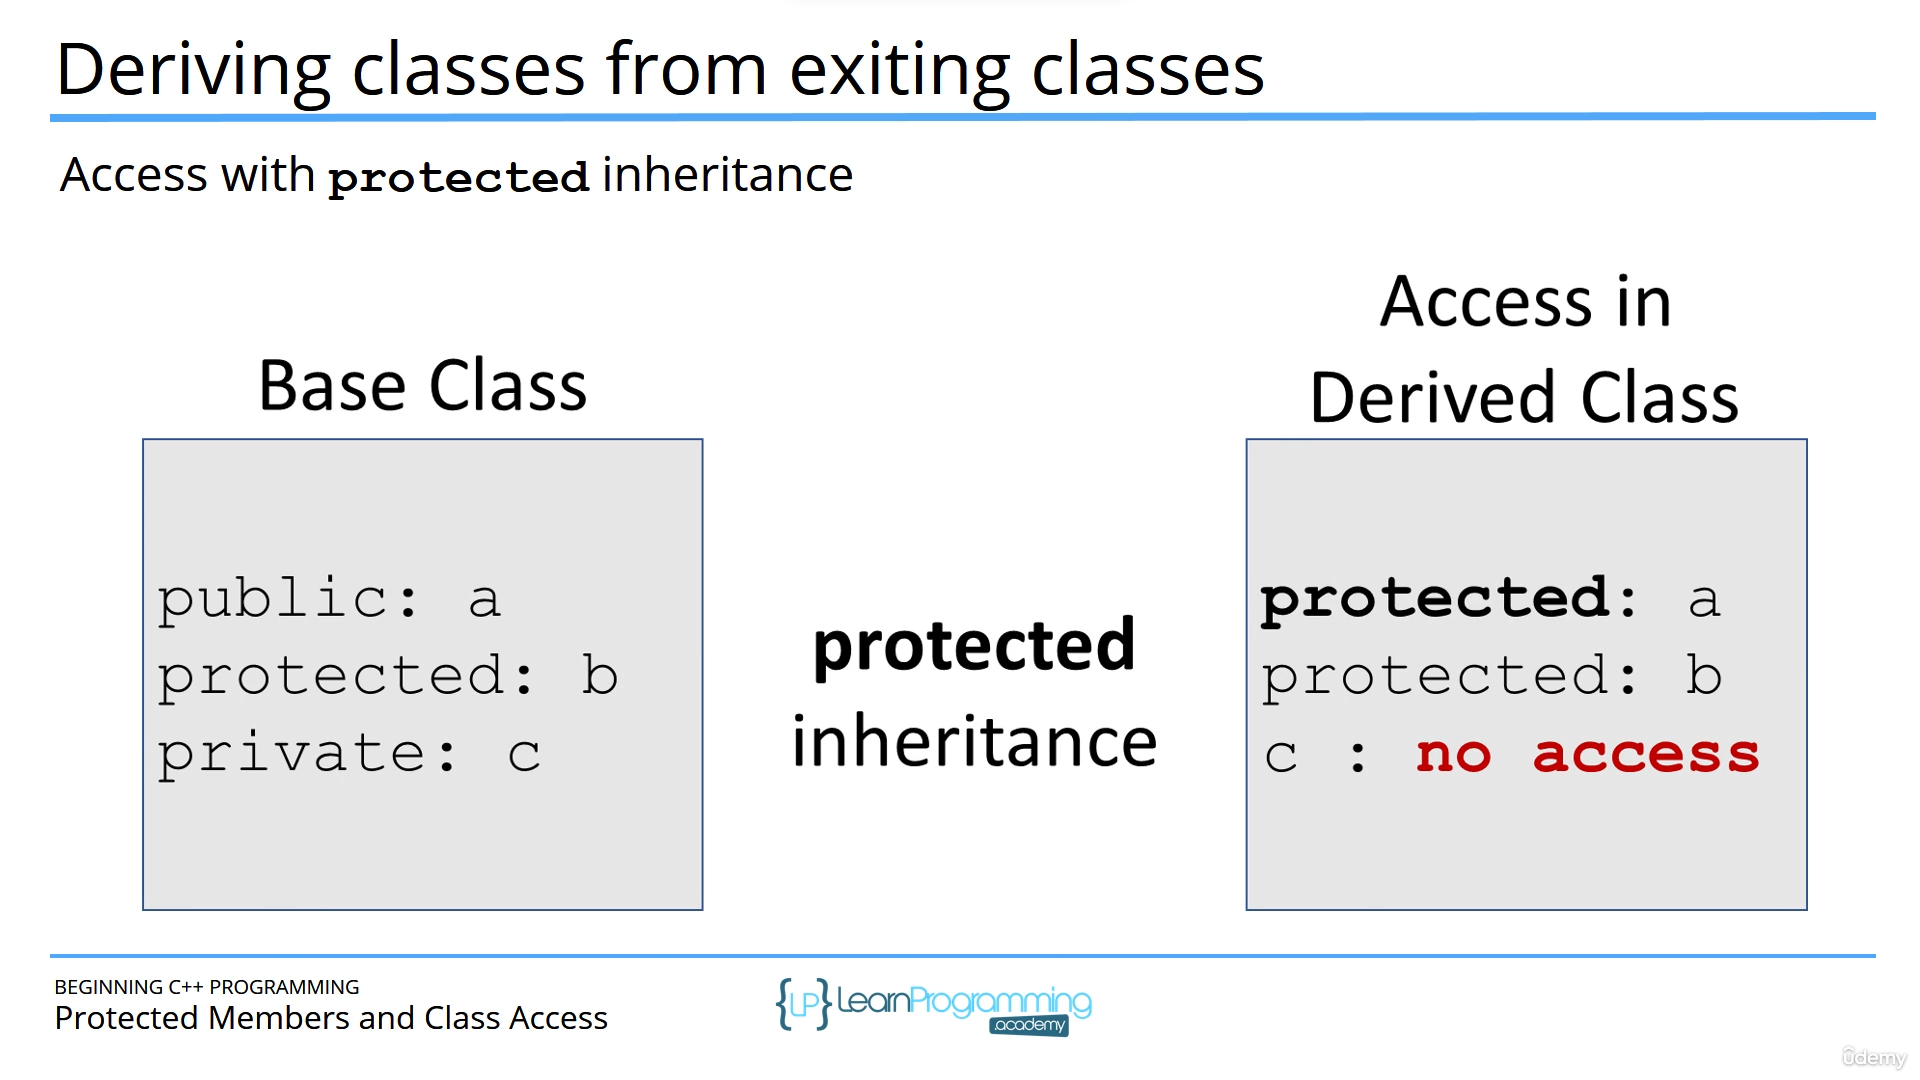 Deriving classes from exiting classes
Access with protected inheritance
Base Class
public: a
protected: b
private: c
protected
inheritance
Access in
Derived Class
protected: a
protected: b
c : no access
BEGINNING C++ PROGRAMMING
Protected Members and Class Access
{LP} LearnProgramming
.academy
ûdemy